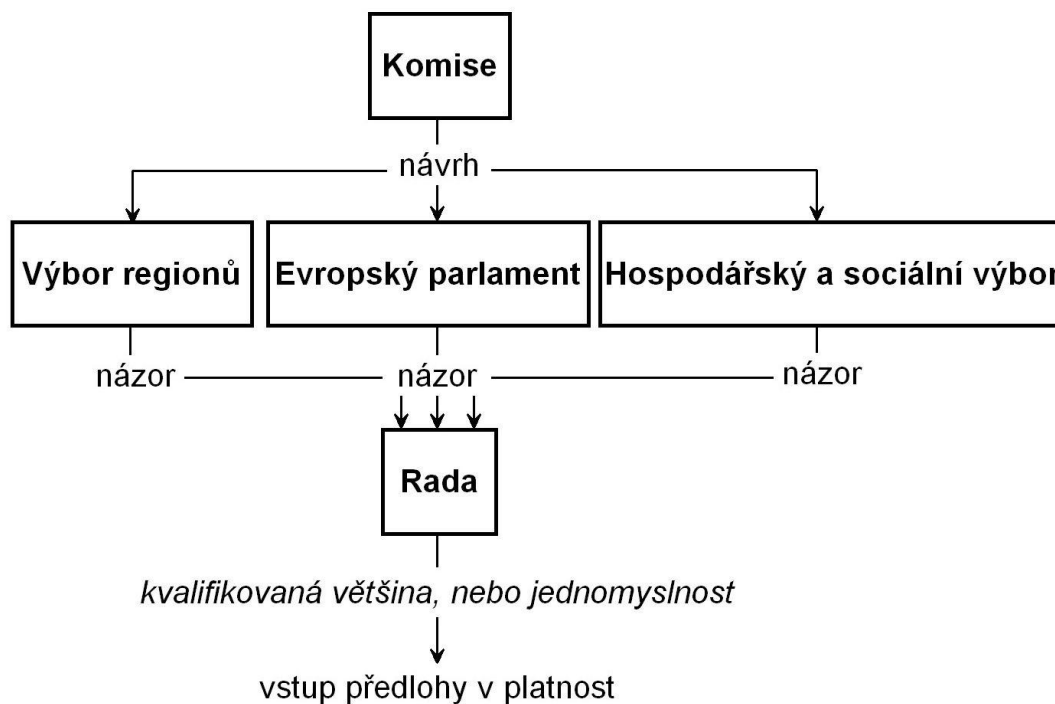 Komise
návrh
Výbor regionů
Evropský parlament
Hospodářský a sociální výbor
názor
názor
názor
Rada
kvalifikovaná většina, nebo jednomyslnost
vstup předlohy v platnost